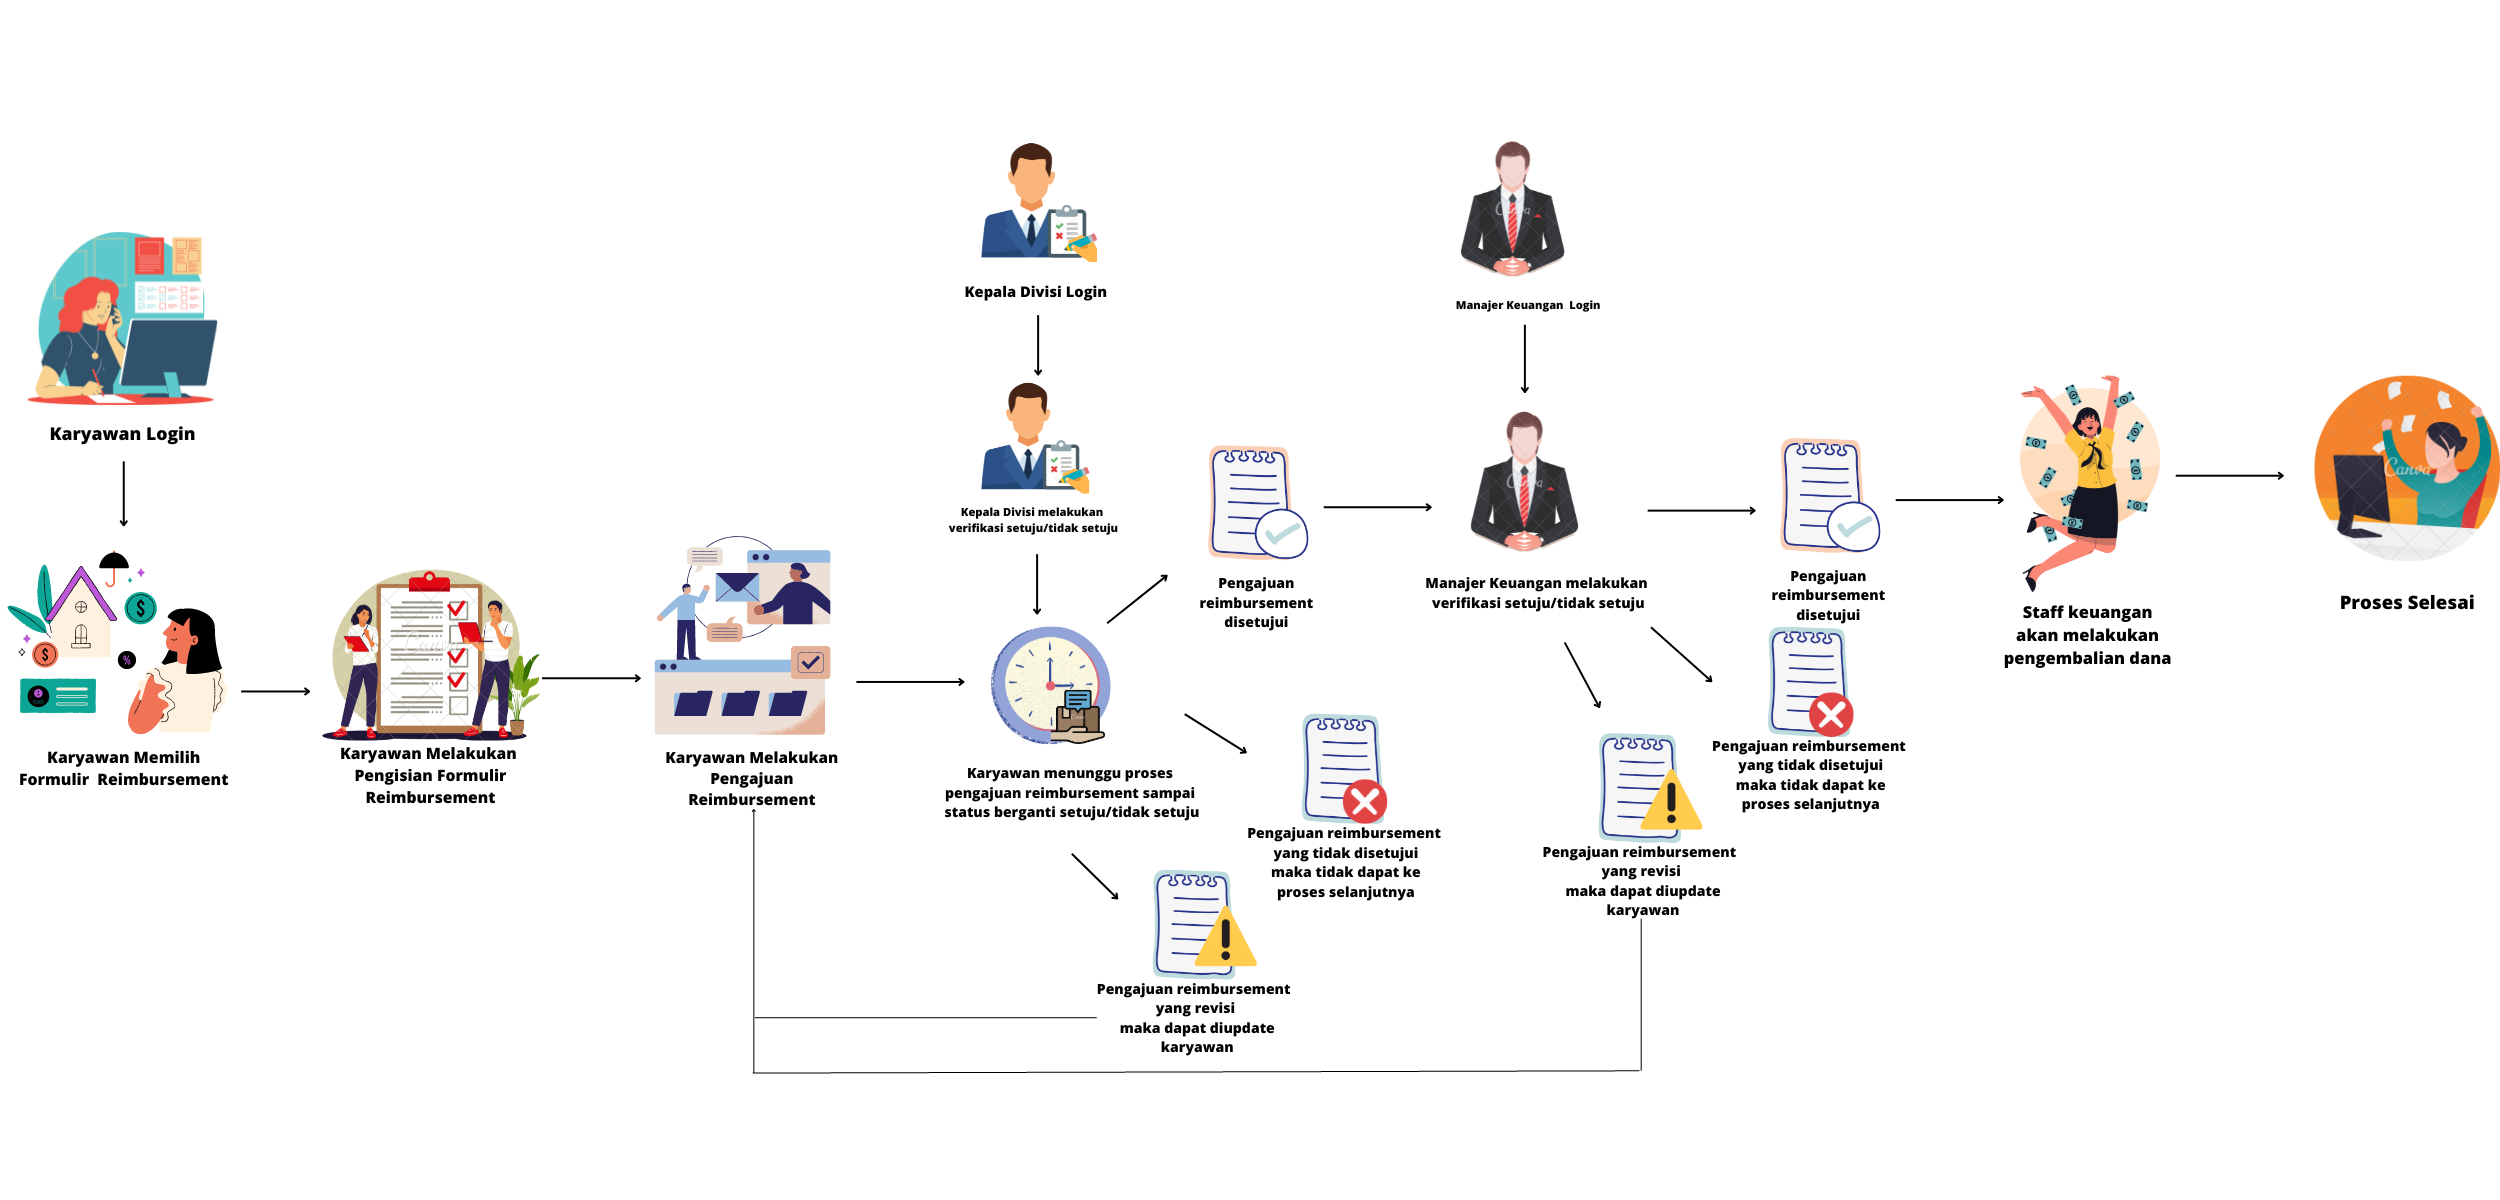 Karyawan Login
Karyawan Memilih
Formulir  Reimbursement
Karyawan Melakukan
Pengisian Formulir
Reimbursement
Karyawan Melakukan
Pengajuan
Reimbursement
Kepala Divisi Login
Kepala Divisi melakukan
verifikasi setuju/tidak setuju
Karyawan menunggu proses
pengajuan reimbursement sampai
status berganti setuju/tidak setuju
Pengajuan
reimbursement
disetujui
Pengajuan reimbursement
yang tidak disetujui
maka tidak dapat ke
proses selanjutnya
Pengajuan reimbursement
yang revisi
maka dapat diupdate
karyawan
Manajer Keuangan  Login
Manajer Keuangan melakukan
verifikasi setuju/tidak setuju
Pengajuan
reimbursement
disetujui
Pengajuan reimbursement
yang tidak disetujui
maka tidak dapat ke
proses selanjutnya
Pengajuan reimbursement
yang revisi
maka dapat diupdate
karyawan
Staff keuangan
akan melakukan
pengembalian dana
Proses Selesai
Canva
Canva
Canva
Canva